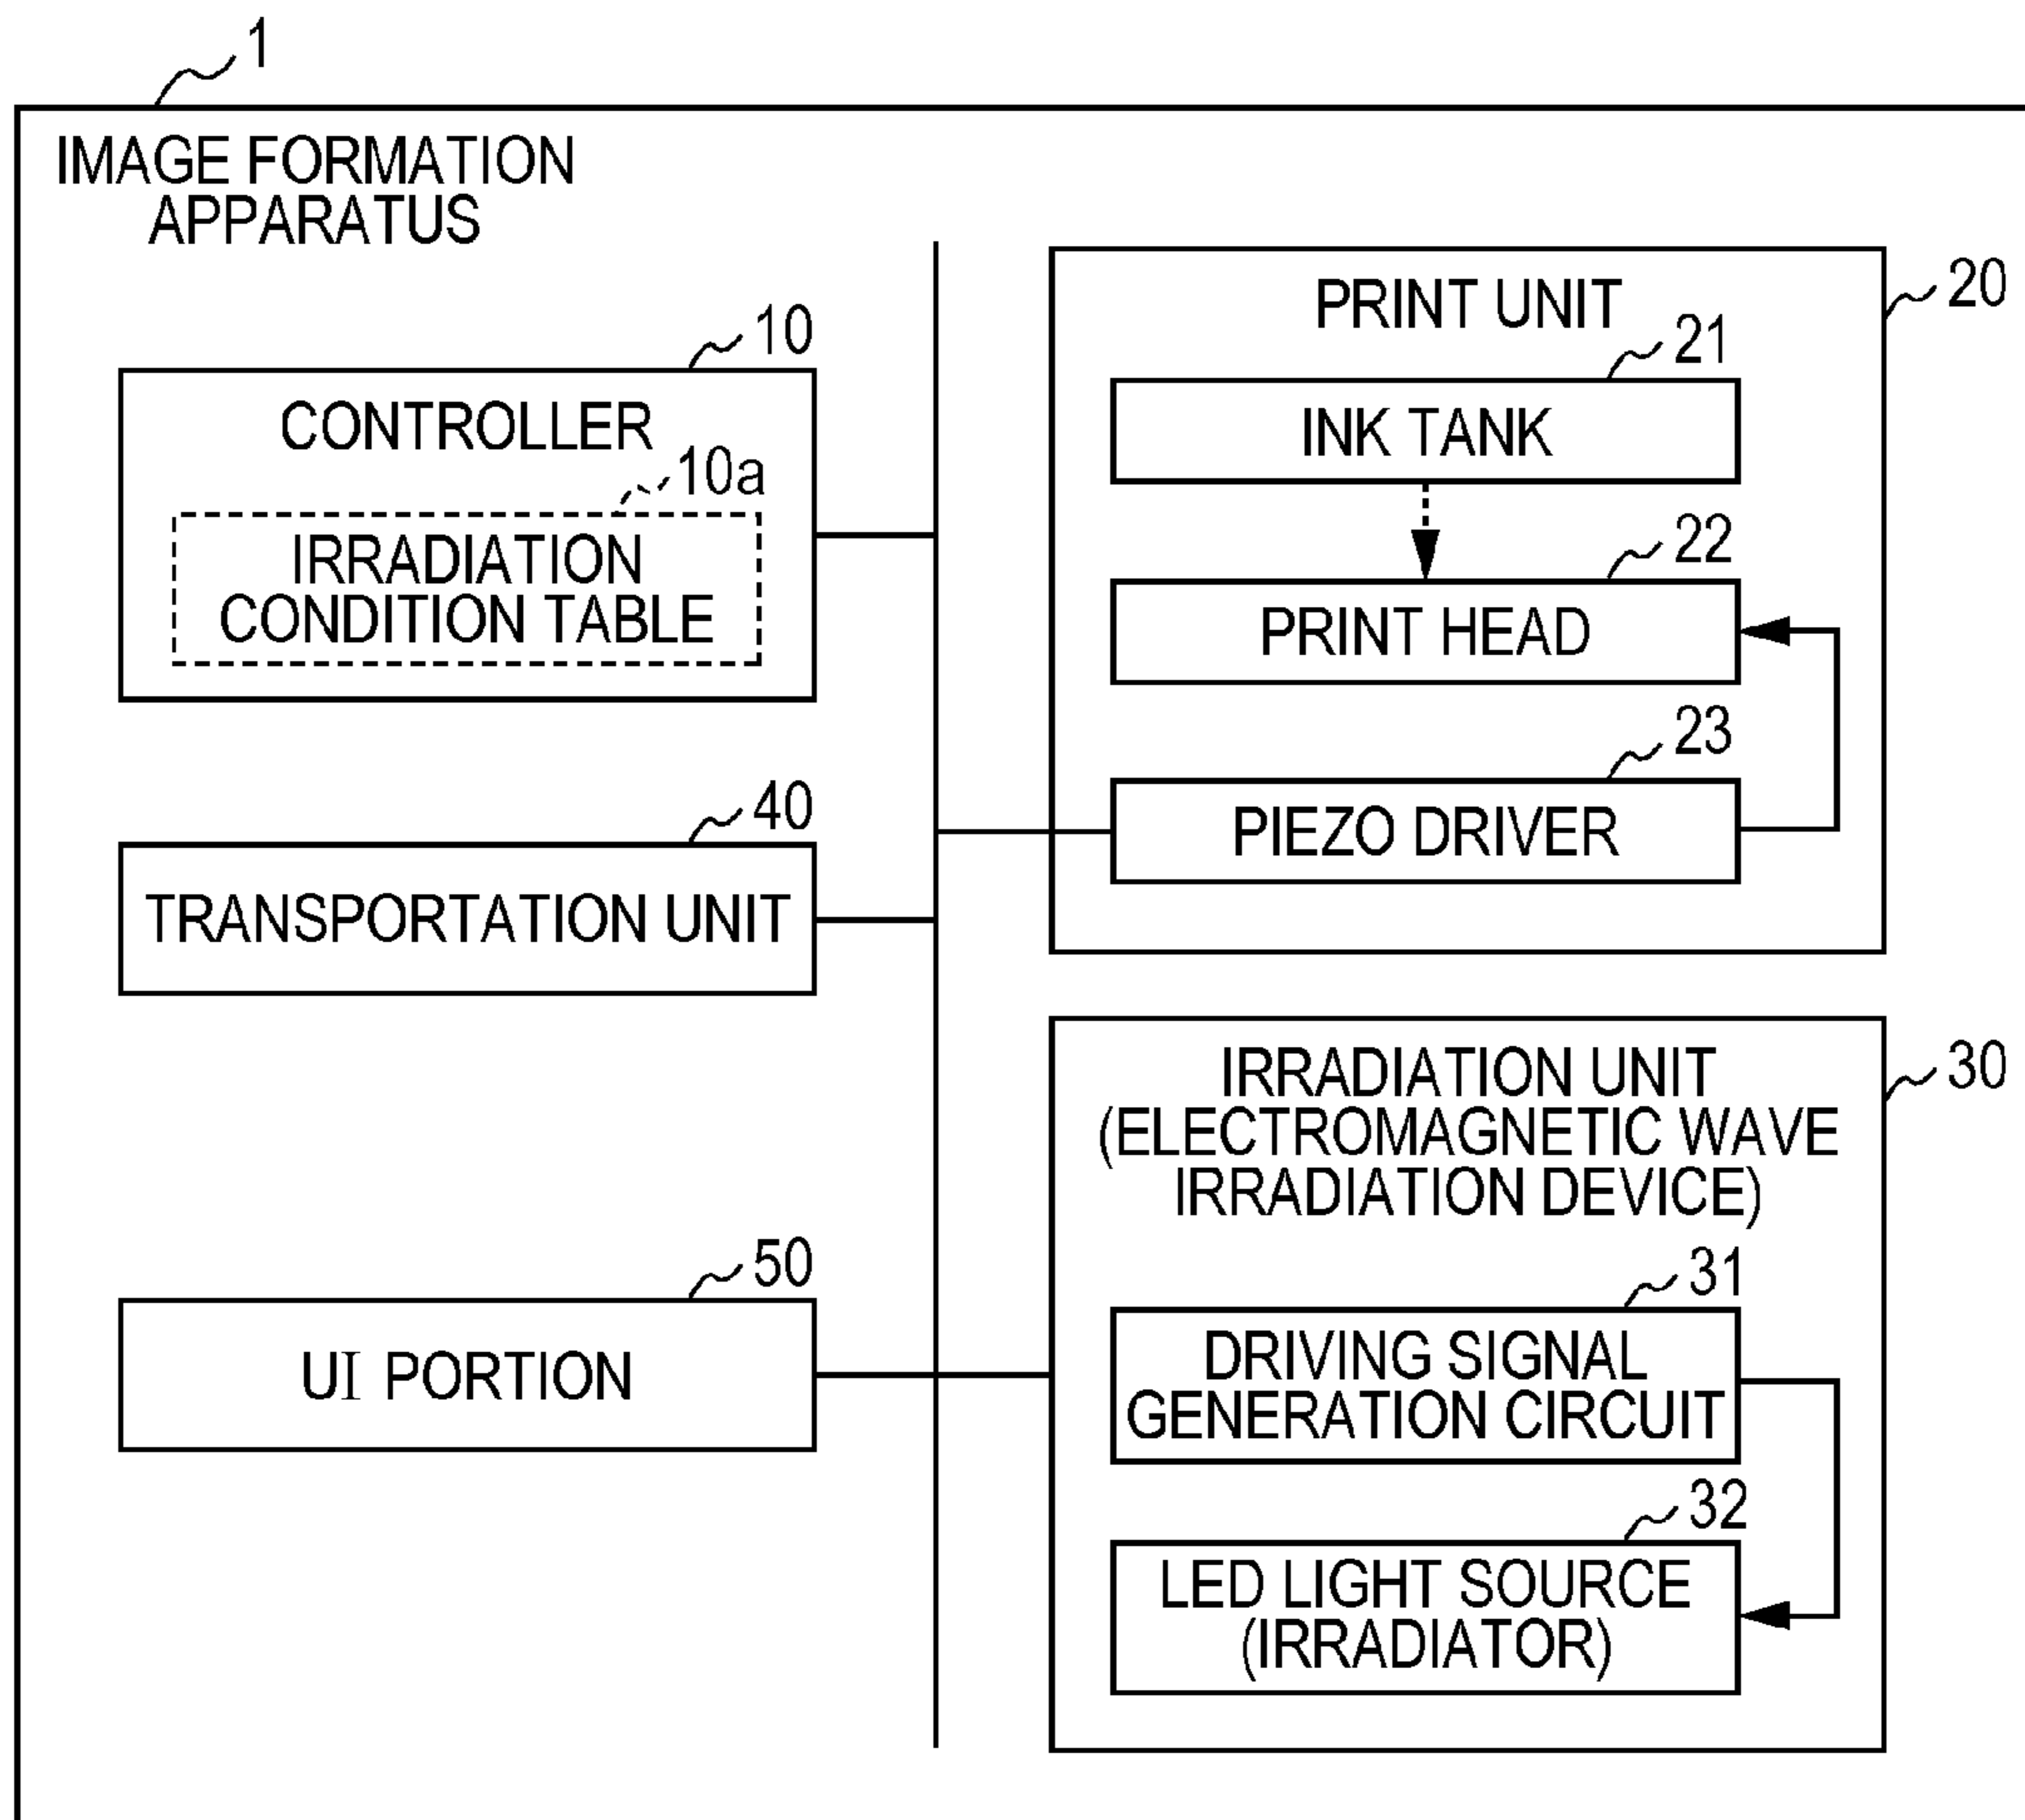 1
IMAGE FORMATION
APPARATUS
10
CONTROLLER
10a
IRRADIATION
CONDITION TABLE
40
TRANSPORTATION UNIT
50
UI PORTION
20
PRINT UNIT
21
INK TANK
22
PRINT HEAD
23
PIEZO DRIVER
30
IRRADIATION UNIT
(ELECTROMAGNETIC WAVE
IRRADIATION DEVICE)
31
DRIVING SIGNAL
GENERATION CIRCUIT
32
LED LIGHT SOURCE
(IRRADIATOR)